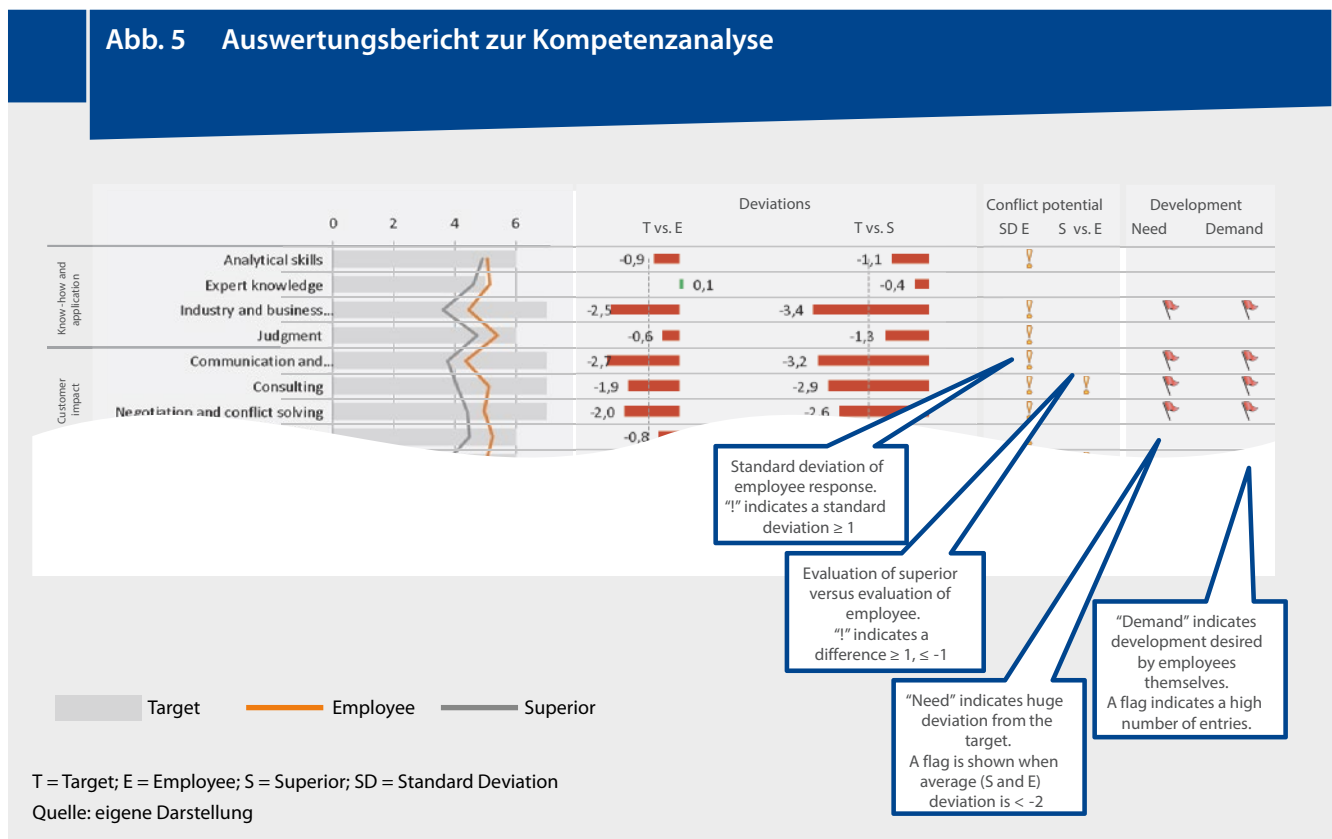 Abb. 5 Auswertungsbericht zur Kompetenzanalyse
Deviations
Conflict potential
Development
0 2 4 6
T vs. E
T vs. S
SD E
S vs. E
Need
Demand
Know-how and
application
Analytical skills -0,9 -1,1 !
Expert knowledge 0,1 -0,4
Industry and business... -2,5 -3,4 !
Judgment -0,6 -1,3 !
Customer
impact
Communication and... -2,7 -3,2 !
Consulting -1,9 -2,9 ! !
Negotiation and conflict solving -2,0 -2,6 !
-0,8
Standard deviation of
employee response.
“!” indicates a standard
deviation ≥ 1
Evaluation of superior
versus evaluation of
employee.
“!” indicates a
difference ≥ 1, ≤ -1
“Need” indicates huge
deviation from the
target.
A flag is shown when
average (S and E)
deviation is < -2
“Demand” indicates
development desired
by employees
themselves.
A flag indicates a high
number of entries.
Target Employee Superior
T = Target; E = Employee; S = Superior; SD = Standard Deviation
Quelle: eigene Darstellung